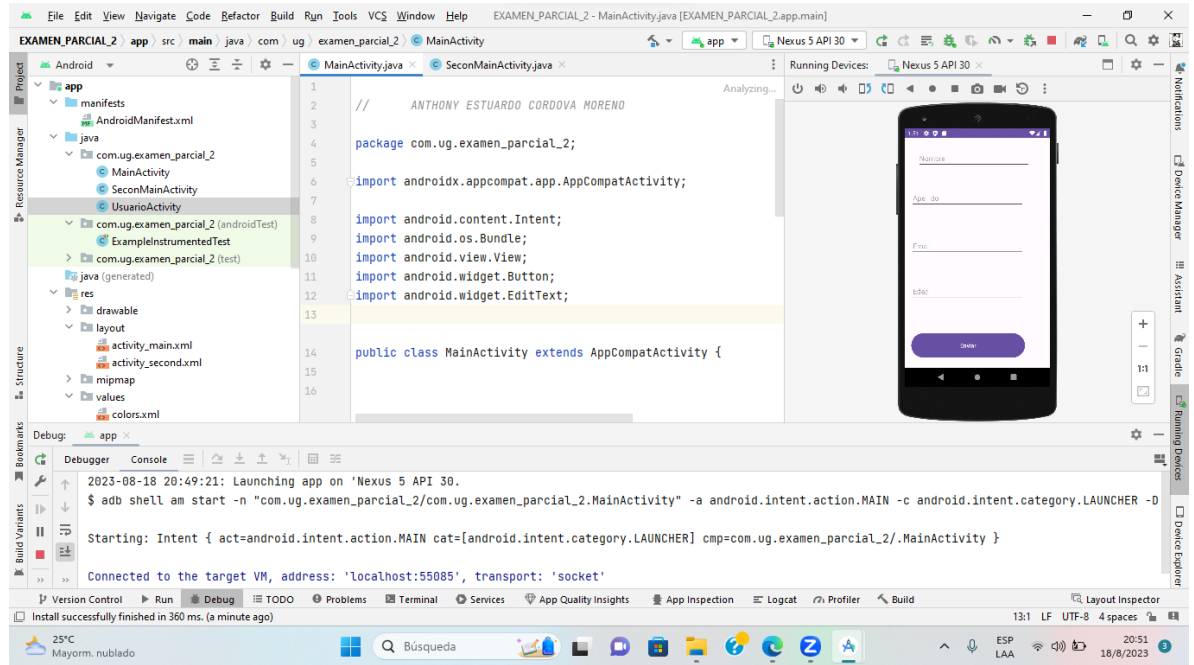 File Edit View Navigate Code Refactor Build Run Tools VCS Window Help EXAMEN_PARCIAL_2 - MainActivity.java [EXAMEN_PARCIAL_2.app.main]
EXAMEN_PARCIAL_2 app src main java com ug examen_parcial_2 MainActivity app Nexus 5 API 30
Android MainActivity.java SeconMainActivity.java Running Devices: Nexus 5 API 30
Project
Resource Manager
Structure
Bookmarks
Build Variants
app
manifests
AndroidManifest.xml
java
com.ug.examen_parcial_2
MainActivity
SeconMainActivity
UsuarioActivity
com.ug.examen_parcial_2 (androidTest)
ExampleInstrumentedTest
com.ug.examen_parcial_2 (test)
java (generated)
res
drawable
layout
activity_main.xml
activity_second.xml
mipmap
values
colors.xml
Analyzing...
1
2 // ANTHONY ESTUARDO CORDOVA MORENO
3
4 package com.ug.examen_parcial_2;
5
6 import androidx.appcompat.app.AppCompatActivity;
7
8 import android.content.Intent;
9 import android.os.Bundle;
10 import android.view.View;
11 import android.widget.Button;
12 import android.widget.EditText;
13
14 public class MainActivity extends AppCompatActivity {
15
16
1:1
Notifications
Device Manager
Assistant
Gradle
Running Devices
Device Explorer
Debug: app
Debugger Console
2023-08-18 20:49:21: Launching app on 'Nexus 5 API 30.
$ adb shell am start -n "com.ug.examen_parcial_2/com.ug.examen_parcial_2.MainActivity" -a android.intent.action.MAIN -c android.intent.category.LAUNCHER -D
Starting: Intent { act=android.intent.action.MAIN cat=[android.intent.category.LAUNCHER] cmp=com.ug.examen_parcial_2/.MainActivity }
Connected to the target VM, address: 'localhost:55085', transport: 'socket'
Version Control Run Debug TODO Problems Terminal Services App Quality Insights App Inspection Logcat Profiler Build Layout Inspector
Install successfully finished in 360 ms. (a minute ago) 13:1 LF UTF-8 4 spaces
25°C
Mayorm. nublado
Búsqueda
ESP
LAA
20:51
18/8/2023
3